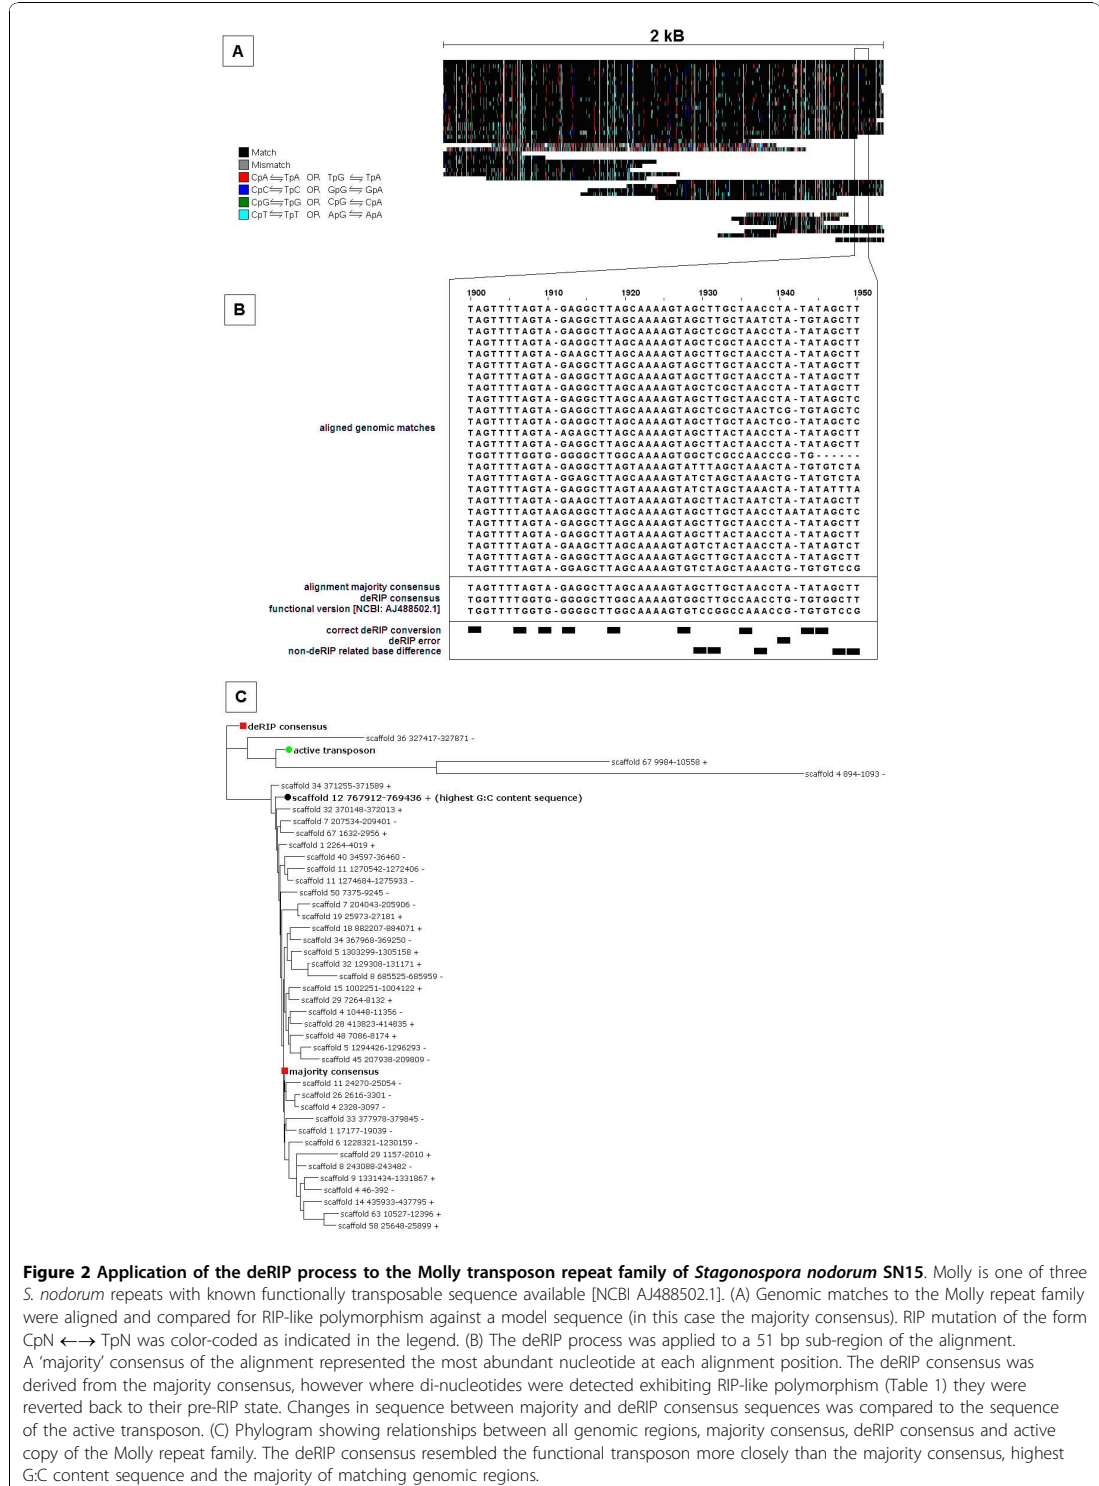 A
2 kB
Match
Mismatch
CpA⇌TpA OR TpG⇌TpA
CpC⇌TpC OR GpG⇌GpA
CpG⇌TpG OR CpG⇌CpA
CpT⇌TpT OR ApG⇌ApA
B
1900 1910 1920 1930 1940 1950
TAGTTTTAGTA-GAGGCTTAGCAAAAGTAGCTTGCTAACCTA-TATAGCTT
TAGTTTTAGTA-GAGGCTTAGCAAAAGTAGCTTGCTAATCTA-TGTAGCTT
TAGTTTTAGTA-GAGGCTTAGCAAAAGTAGCTCGCTAACCTA-TATAGCTT
TAGTTTTAGTA-GAGGCTTAGCAAAAGTAGCTCGCTAACCTA-TATAGCTT
TAGTTTTAGTA-GAAGCTTAGCAAAAGTAGCTTGCTAACCTA-TATAGCTT
TAGTTTTAGTA-GAGGCTTAGCAAAAGTAGCTTGCTAACCTA-TATAGCTT
TAGTTTTAGTA-GAGGCTTAGCAAAAGTAGCTTGCTAACCTA-TATAGCTT
TAGTTTTAGTA-GAGGCTTAGCAAAAGTAGCTCGCTAACCTA-TATAGCTT
TAGTTTTAGTA-GAGGCTTAGCAAAAGTAGCTTGCTAACCTA-TATAGCTC
TAGTTTTAGTA-GAGGCTTAGCAAAAGTAGCTCGCTAACTCG-TGTAGCTC
TAGTTTTAGTA-GAGGCTTAGCAAAAGTAGCTTGCTAACTCG-TATAGCTC
aligned genomic matches
TAGTTTTAGTA-AGAGCTTAGCAAAAGTAGCTTACTAACCTA-TATAGCTT
TAGTTTTAGTA-GAGGCTTAGCAAAAGTAGCTTACTAACCTA-TATAGCTT
TGGTTTTGGTG-GGGGCTTGGCAAAAGTGGCTCGCCAACCCG-TG------
TAGTTTTAGTA-GAGGCTTAGTAAAAGTATTTAGCTAAACTA-TGTGTCTA
TAGTTTTAGTA-GGAGCTTAGCAAAAGTATCTAGCTAAACTG-TATGTCTA
TAGTTTTAGTA-GAGGCTTAGTAAAAGTATCTAGCTAAACTA-TATATTTA
TAGTTTTAGTA-GAAGCTTAGTAAAAGTAGCTTACTAATCTA-TATAGCTT
TAGTTTTAGTAAGAGGCTTAGCAAAAGTAGCTTGCTAACCTAATATAGCTC
TAGTTTTAGTA-GAGGCTTAGCAAAAGTAGCTTGCTAACCTA-TATAGCTT
TAGTTTTAGTA-GAGGCTTAGTAAAAGTAGCTTGCTAACCTA-TATAGCTT
TAGTTTTAGTA-GAAGCTTAGCAAAAGTAGTCTACTAACCTA-TATAGTCT
TAGTTTTAGTA-GAGGCTTAGCAAAAGTAGCTTGCTAACCTA-TATAGCTT
TAGTTTTAGTA-GGAGCTTAGCAAAAGTGTCTAGCTAAACTG-TGTGTCCG
alignment majority consensus TAGTTTTAGTA-GAGGCTTAGCAAAAGTAGCTTGCTAACCTA-TATAGCTT
deRIP consensus TGGTTTTGGTG-GGGGCTTGGCAAAAGTGGCTTGCCAACCTG-TGTGGCTT
functional version [NCBI: AJ488502.1] TGGTTTTGGTG-GGGGCTTGGCAAAAGTGTCCGGCCAAACCG-TGTGTCCG
correct deRIP conversion
deRIP error
non-deRIP related base difference
C
deRIP consensus
scaffold 36 327417-327871 -
active transposon
scaffold 67 9984-10558 +
scaffold 4 894-1093 -
scaffold 34 371255-371589 +
scaffold 12 767912-769436 + (highest G:C content sequence)
scaffold 32 370148-372013 +
scaffold 7 207534-209401 -
scaffold 67 1632-2956 +
scaffold 1 2264-4019 +
scaffold 40 34597-36460 -
scaffold 11 1270542-1272406 -
scaffold 11 1274684-1275933 -
scaffold 50 7375-9245 -
scaffold 7 204043-205906 -
scaffold 19 25973-27181 +
scaffold 18 882207-884071 +
scaffold 34 367968-369250 -
scaffold 5 1303299-1305158 +
scaffold 32 129308-131171 +
scaffold 8 685525-685959 -
scaffold 15 1002251-1004122 +
scaffold 29 7264-8132 +
scaffold 4 10448-11356 -
scaffold 28 413823-414835 +
scaffold 48 7086-8174 +
scaffold 5 1294426-1296293 -
scaffold 45 207938-209809 -
majority consensus
scaffold 11 24270-25054 -
scaffold 26 2616-3301 -
scaffold 4 2328-3097 -
scaffold 33 377978-379845 -
scaffold 1 17177-19039 -
scaffold 6 1228321-1230159 -
scaffold 29 1157-2010 +
scaffold 8 243088-243482 -
scaffold 9 1331434-1331867 +
scaffold 4 46-392 -
scaffold 14 435933-437795 +
scaffold 63 10527-12396 +
scaffold 58 25648-25899 +
Figure 2 Application of the deRIP process to the Molly transposon repeat family of Stagonospora nodorum SN15. Molly is one of three
S. nodorum repeats with known functionally transposable sequence available [NCBI AJ488502.1]. (A) Genomic matches to the Molly repeat family
were aligned and compared for RIP-like polymorphism against a model sequence (in this case the majority consensus). RIP mutation of the form
CpN ←→ TpN was color-coded as indicated in the legend. (B) The deRIP process was applied to a 51 bp sub-region of the alignment.
A ‘majority’ consensus of the alignment represented the most abundant nucleotide at each alignment position. The deRIP consensus was
derived from the majority consensus, however where di-nucleotides were detected exhibiting RIP-like polymorphism (Table 1) they were
reverted back to their pre-RIP state. Changes in sequence between majority and deRIP consensus sequences was compared to the sequence
of the active transposon. (C) Phylogram showing relationships between all genomic regions, majority consensus, deRIP consensus and active
copy of the Molly repeat family. The deRIP consensus resembled the functional transposon more closely than the majority consensus, highest
G:C content sequence and the majority of matching genomic regions.